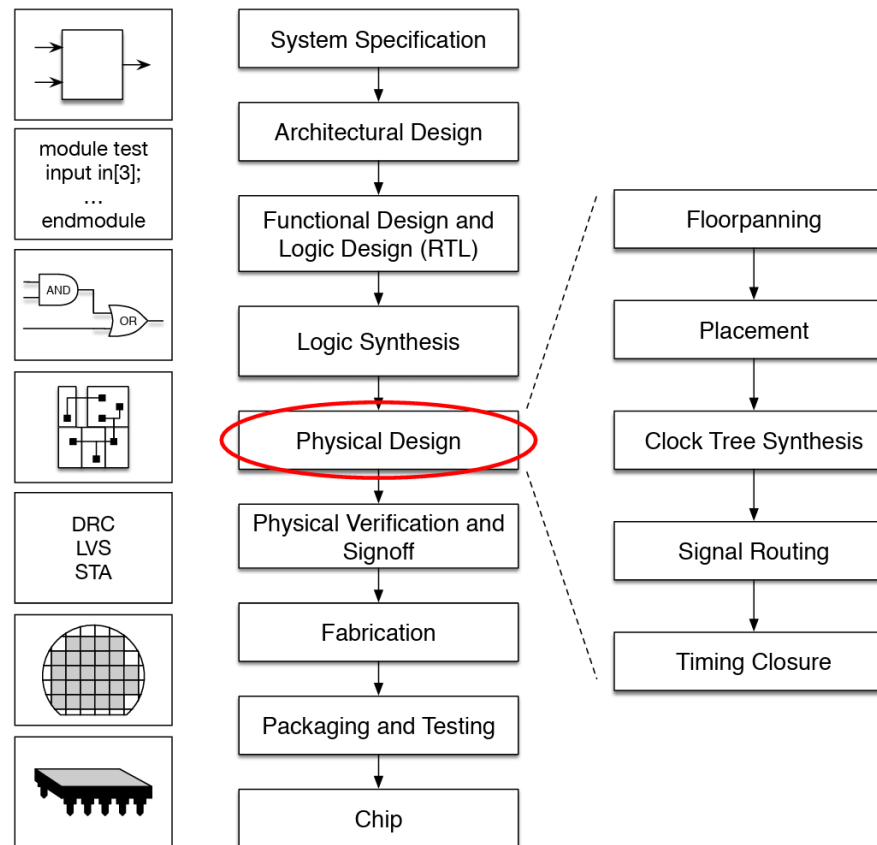 module test
input in[3];
…
endmodule
AND
OR
DRC
LVS
STA
System Specification
Architectural Design
Functional Design and
Logic Design (RTL)
Logic Synthesis
Physical Design
Physical Verification and
Signoff
Fabrication
Packaging and Testing
Chip
Floorpanning
Placement
Clock Tree Synthesis
Signal Routing
Timing Closure